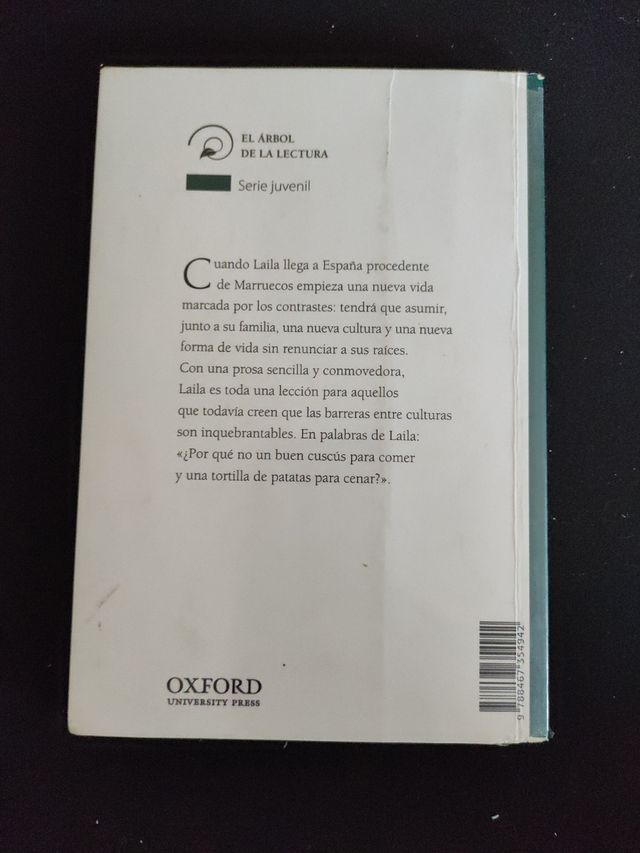 EL ÁRBOL
DE LA LECTURA
Serie juvenil
Cuando Laila llega a España procedente
de Marruecos empieza una nueva vida
marcada por los contrastes: tendrá que asumir,
junto a su familia, una nueva cultura y una nueva
forma de vida sin renunciar a sus raíces.
Con una prosa sencilla y conmovedora,
Laila es toda una lección para aquellos
que todavía creen que las barreras entre culturas
son inquebrantables. En palabras de Laila:
«¿Por qué no un buen cuscús para comer
y una tortilla de patatas para cenar?».
OXFORD
UNIVERSITY PRESS
9 788467 354942